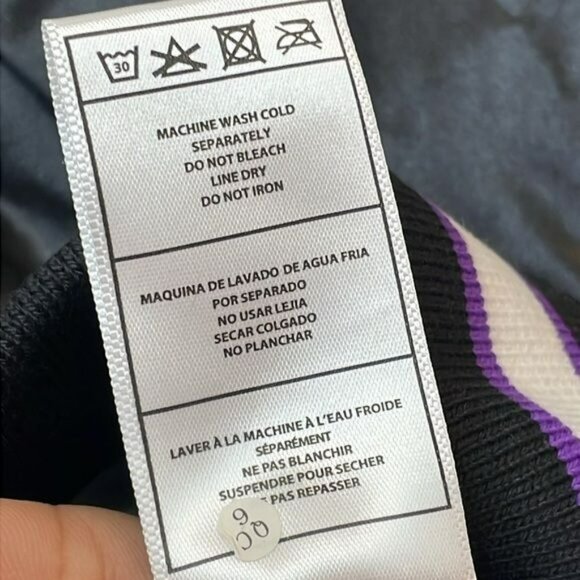 30
MACHINE WASH COLD
SEPARATELY
DO NOT BLEACH
LINE DRY
DO NOT IRON
MAQUINA DE LAVADO DE AGUA FRIA
POR SEPARADO
NO USAR LEJIA
SECAR COLGADO
NO PLANCHAR
LAVER À LA MACHINE À L'EAU FROIDE
SÉPARÉMENT
NE PAS BLANCHIR
SUSPENDRE POUR SECHER
PAS REPASSER
Q.C
6